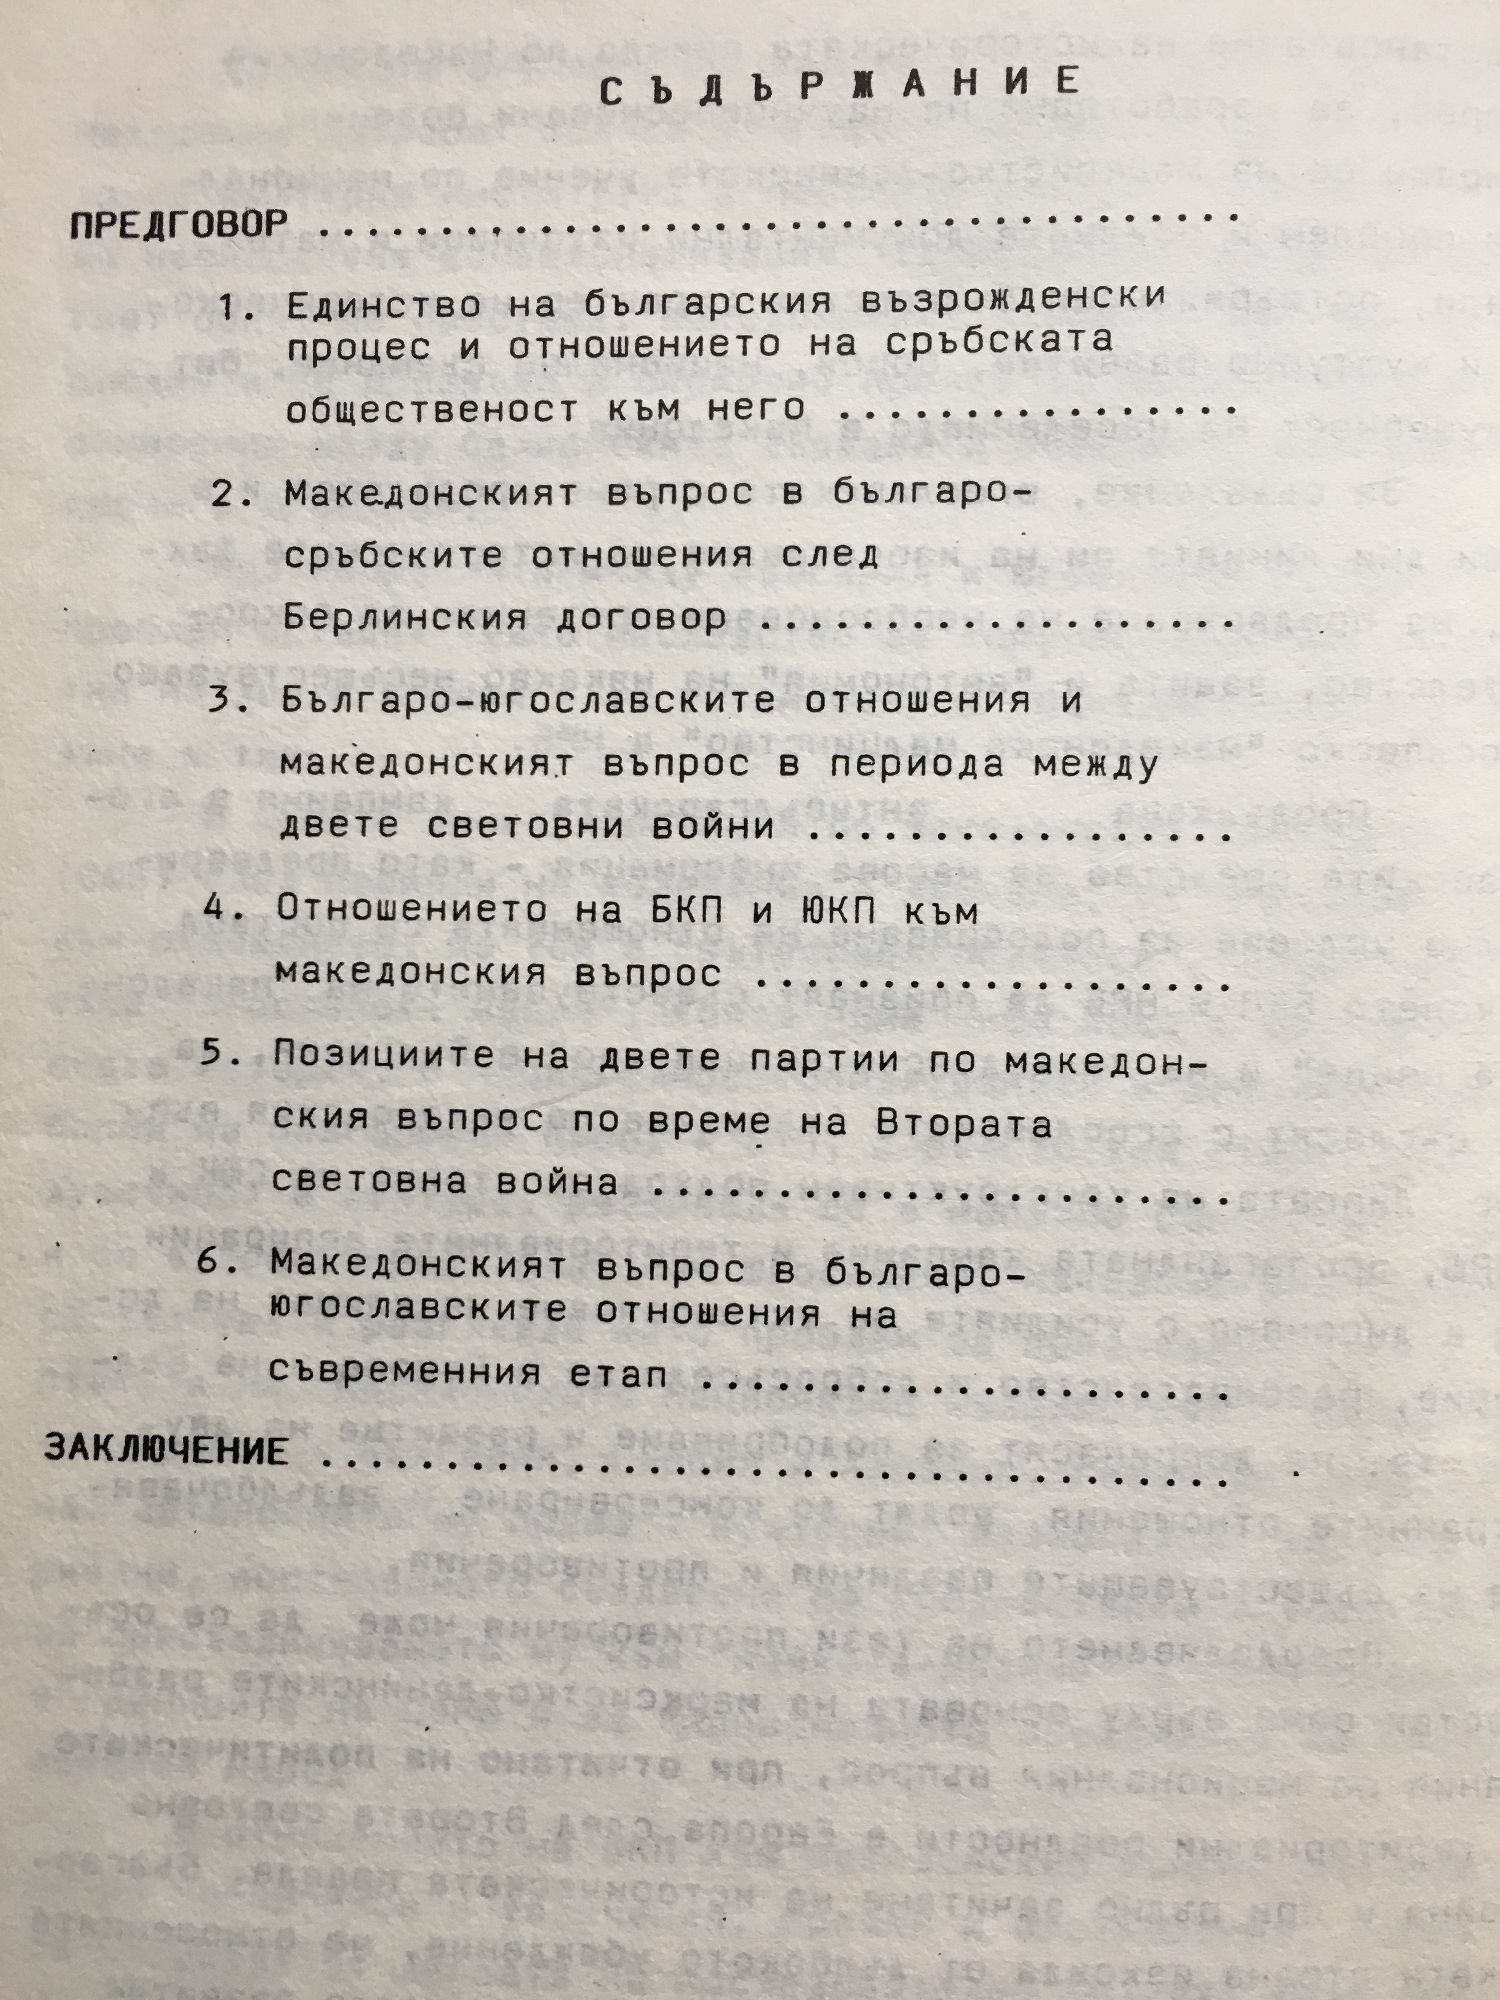 СЪДЪРЖАНИЕ
ПРЕДГОВОР ......................................
1. Единство на българския възрожденски
процес и отношението на сръбската
общественост към него .................
2. Македонският въпрос в българо-
сръбските отношения след
Берлинския договор ....................
3. Българо-югославските отношения и
македонският въпрос в периода между
двете световни войни ..................
4. Отношението на БКП и ЮКП към
македонския въпрос ....................
5. Позициите на двете партии по македон-
ския въпрос по време на Втората
световна война ........................
6. Македонският въпрос в българо-
югославските отношения на
съвременния етап ......................
ЗАКЛЮЧЕНИЕ ......................................